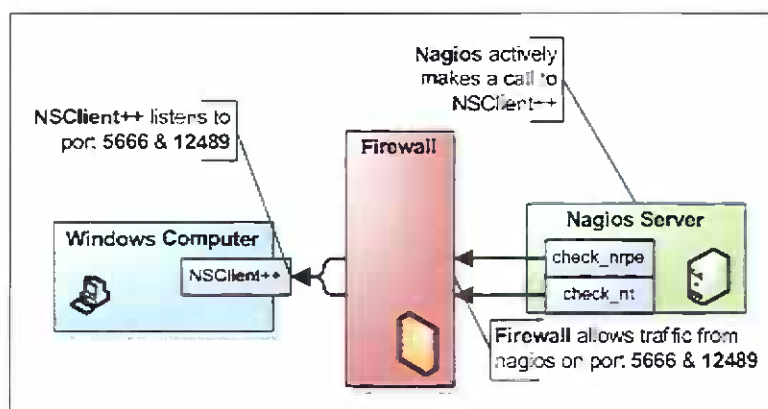 Nagios actively
makes a call to
NSClient++
NSClient++ listens to
port 5666 & 12489
Firewall
Nagios Server
Windows Computer
check_nrpe
NSClient++
check_nt
Firewall allows traffic from
nagios on port 5666 & 12489